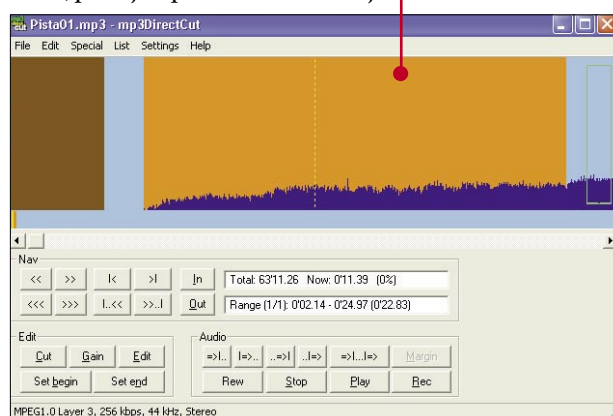 Pista01.mp3 - mp3DirectCut
File Edit Special List Settings Help
Nav
<< >> I< >I In Total: 63'11.26 Now: 0'11.39 (0%)
<<< >>> I..<< >>..I Out Range (1/1): 0'02.14 - 0'24.97 (0'22.83)
Edit
Cut Gain Edit
Set begin Set end
Audio
=>I.. I=>.. ..=>I ..I=> =>I...I=> Margin
Rew Stop Play Rec
MPEG1.0 Layer 3, 256 kbps, 44 kHz, Stereo